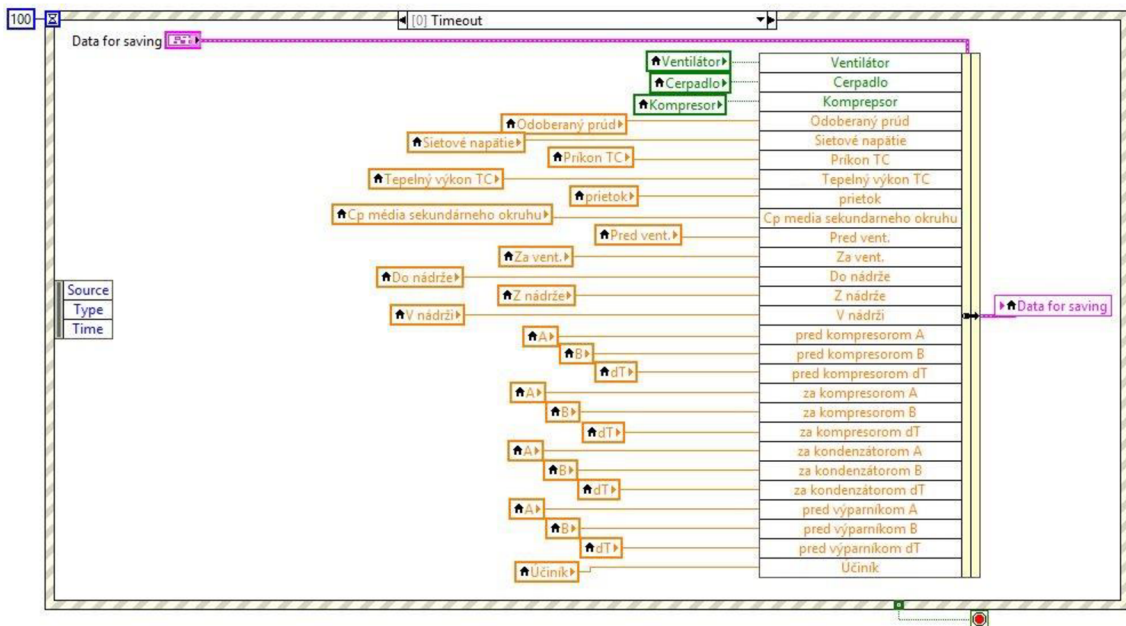 100
[0] Timeout
Data for saving
Ventilátor Ventilátor
Cerpadlo Cerpadlo
Kompresor Komprepsor
Odoberaný prúd Odoberaný prúd
Sietové napätie Sietové napätie
Príkon TC Príkon TC
Tepelný výkon TC Tepelný výkon TC
prietok prietok
Cp média sekundárneho okruhu Cp media sekundarneho okruhu
Pred vent. Pred vent.
Za vent. Za vent.
Do nádrže Do nádrže
Source
Z nádrže Z nádrže
Data for saving
Type
V nádrži V nádrži
Time
A pred kompresorom A
B pred kompresorom B
dT pred kompresorom dT
A za kompresorom A
B za kompresorom B
dT za kompresorom dT
A za kondenzátorom A
B za kondenzátorom B
dT za kondenzátorom dT
A pred výparníkom A
B pred výparníkom B
dT pred výparníkom dT
Účiník Účiník